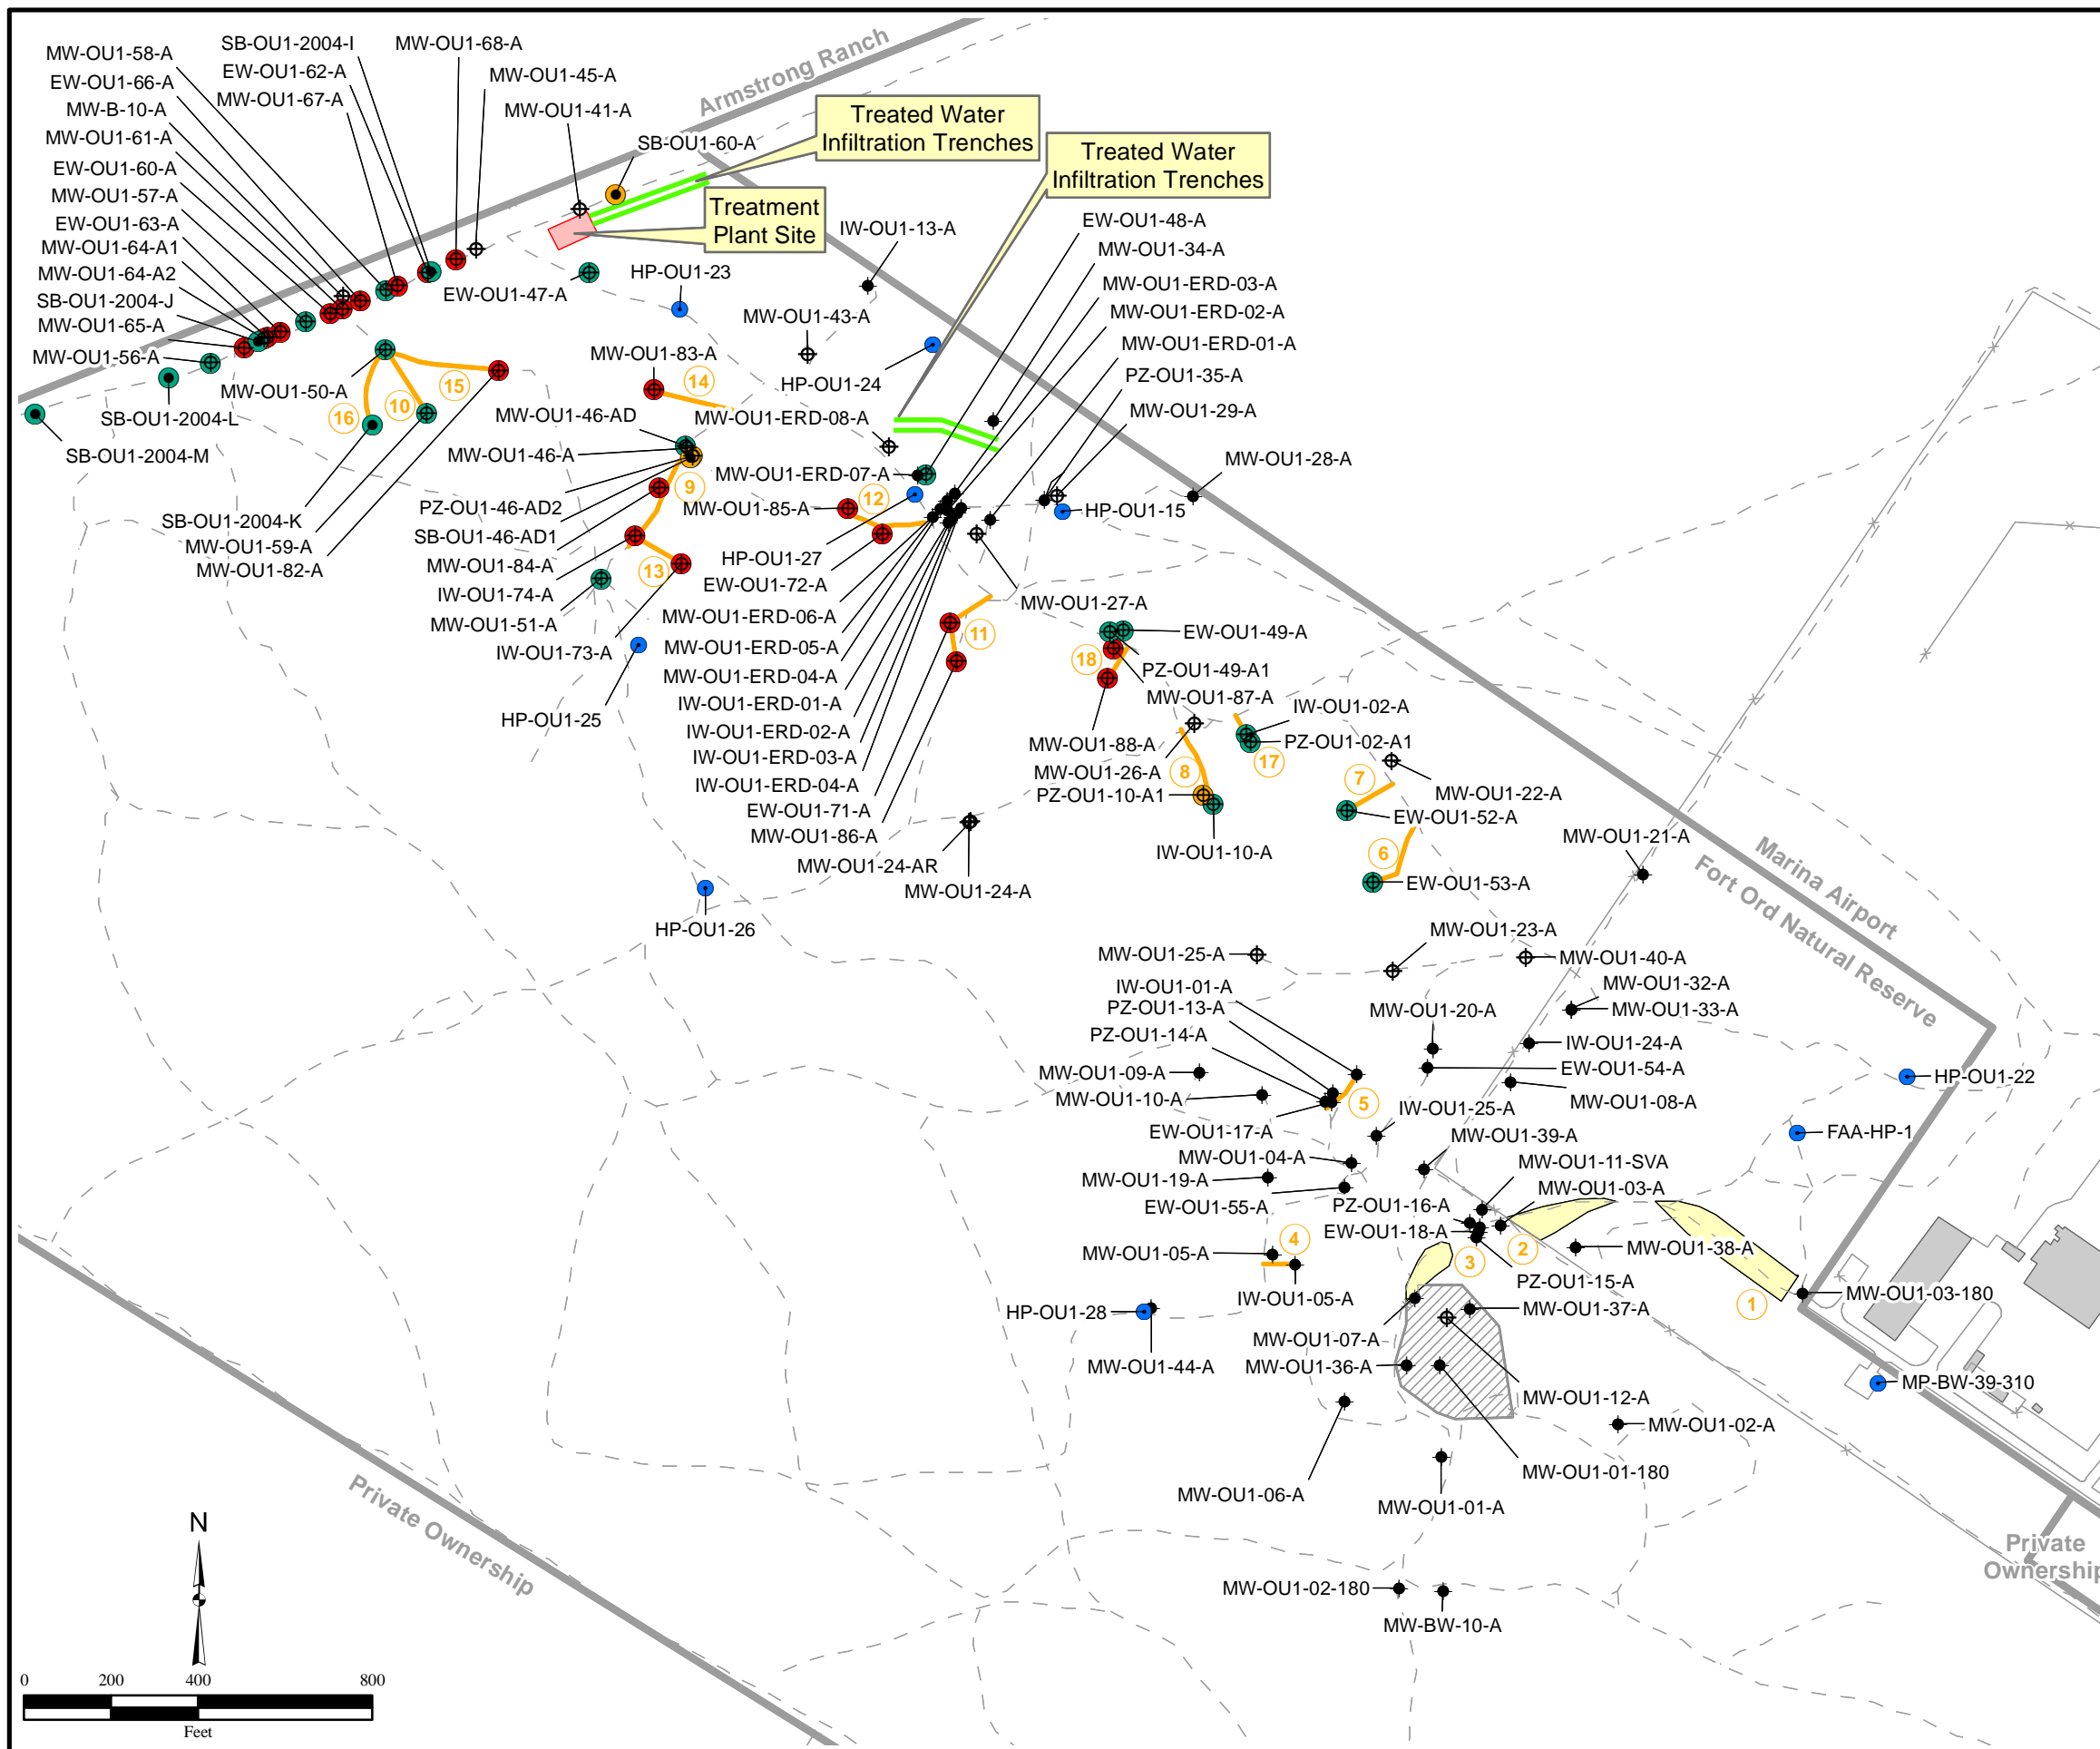 MW-OU1-58-A
SB-OU1-2004-I
MW-OU1-68-A
EW-OU1-66-A
EW-OU1-62-A
MW-OU1-45-A
MW-B-10-A
MW-OU1-67-A
MW-OU1-41-A
MW-OU1-61-A
SB-OU1-60-A
EW-OU1-60-A
MW-OU1-57-A
EW-OU1-63-A
MW-OU1-64-A1
MW-OU1-64-A2
SB-OU1-2004-J
MW-OU1-65-A
MW-OU1-56-A
Armstrong Ranch
Treated Water
Infiltration Trenches
Treated Water
Infiltration Trenches
Treatment
Plant Site
IW-OU1-13-A
EW-OU1-48-A
MW-OU1-34-A
MW-OU1-ERD-03-A
MW-OU1-ERD-02-A
MW-OU1-ERD-01-A
PZ-OU1-35-A
MW-OU1-29-A
HP-OU1-23
EW-OU1-47-A
MW-OU1-43-A
MW-OU1-83-A
14
HP-OU1-24
MW-OU1-50-A
15
10
16
SB-OU1-2004-L
SB-OU1-2004-M
MW-OU1-46-AD
MW-OU1-ERD-08-A
MW-OU1-46-A
MW-OU1-ERD-07-A
MW-OU1-28-A
9
12
PZ-OU1-46-AD2
MW-OU1-85-A
HP-OU1-15
SB-OU1-2004-K
SB-OU1-46-AD1
MW-OU1-59-A
MW-OU1-84-A
HP-OU1-27
MW-OU1-82-A
13
EW-OU1-72-A
IW-OU1-74-A
MW-OU1-ERD-06-A
MW-OU1-27-A
MW-OU1-51-A
IW-OU1-73-A
MW-OU1-ERD-05-A
11
EW-OU1-49-A
MW-OU1-ERD-04-A
18
PZ-OU1-49-A1
IW-OU1-ERD-01-A
MW-OU1-87-A
HP-OU1-25
IW-OU1-ERD-02-A
IW-OU1-02-A
IW-OU1-ERD-03-A
MW-OU1-88-A
PZ-OU1-02-A1
IW-OU1-ERD-04-A
MW-OU1-26-A
8
17
7
EW-OU1-71-A
PZ-OU1-10-A1
MW-OU1-22-A
MW-OU1-86-A
EW-OU1-52-A
MW-OU1-24-AR
IW-OU1-10-A
6
MW-OU1-21-A
MW-OU1-24-A
EW-OU1-53-A
Marina Airport
Fort Ord Natural Reserve
HP-OU1-26
MW-OU1-25-A
MW-OU1-23-A
MW-OU1-40-A
IW-OU1-01-A
MW-OU1-32-A
PZ-OU1-13-A
MW-OU1-20-A
MW-OU1-33-A
PZ-OU1-14-A
IW-OU1-24-A
MW-OU1-09-A
EW-OU1-54-A
HP-OU1-22
MW-OU1-10-A
5
IW-OU1-25-A
MW-OU1-08-A
EW-OU1-17-A
MW-OU1-39-A
FAA-HP-1
MW-OU1-04-A
MW-OU1-11-SVA
MW-OU1-19-A
MW-OU1-03-A
EW-OU1-55-A
PZ-OU1-16-A
EW-OU1-18-A
4
2
MW-OU1-38-A
MW-OU1-05-A
3
PZ-OU1-15-A
IW-OU1-05-A
MW-OU1-03-180
1
HP-OU1-28
MW-OU1-37-A
MW-OU1-07-A
MW-OU1-44-A
MW-OU1-36-A
MW-OU1-12-A
MP-BW-39-310
MW-OU1-02-A
MW-OU1-01-180
MW-OU1-06-A
MW-OU1-01-A
Private Ownership
Private
Ownership
MW-OU1-02-180
MW-BW-10-A
N
0 200 400 800
Feet